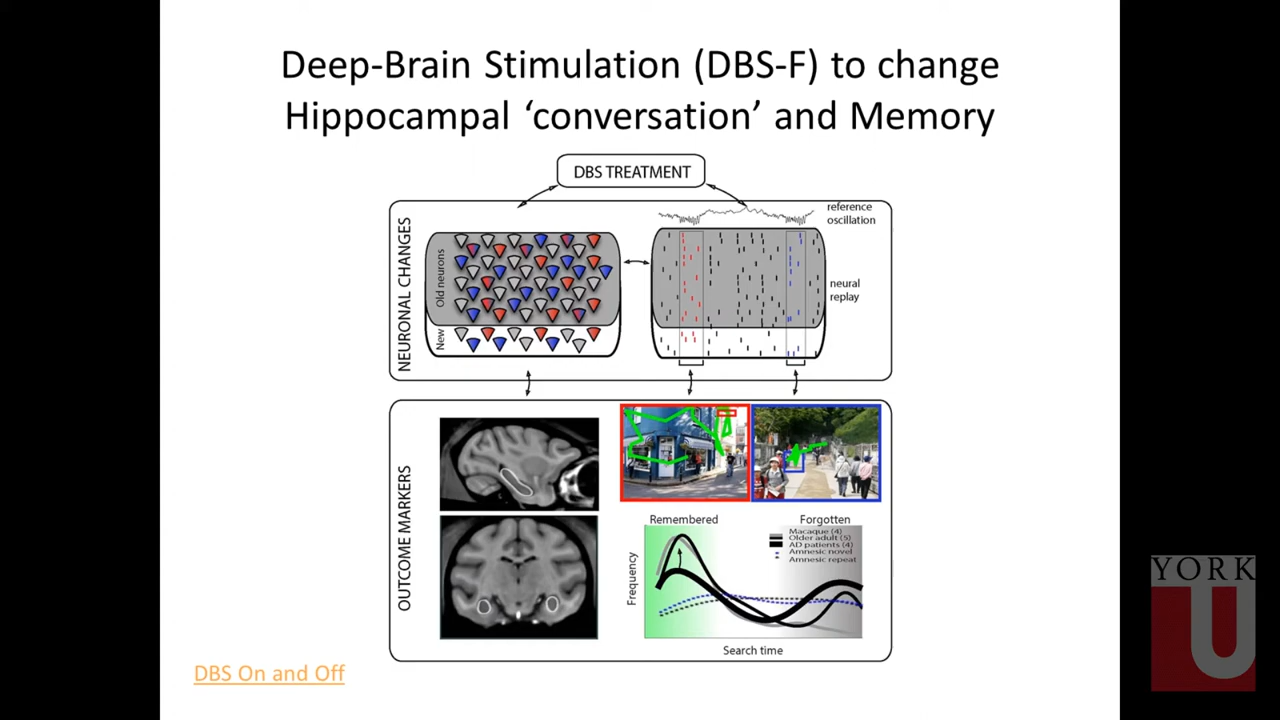 Deep-Brain Stimulation (DBS-F) to change
Hippocampal ‘conversation’ and Memory
DBS TREATMENT
NEURONAL CHANGES
Old neurons
New
reference
oscillation
neural
replay
OUTCOME MARKERS
Remembered
Forgotten
Macaque (4)
Older adult (5)
AD patients (4)
Amnesic novel
Amnesic repeat
Frequency
Search time
DBS On and Off
YORK
U